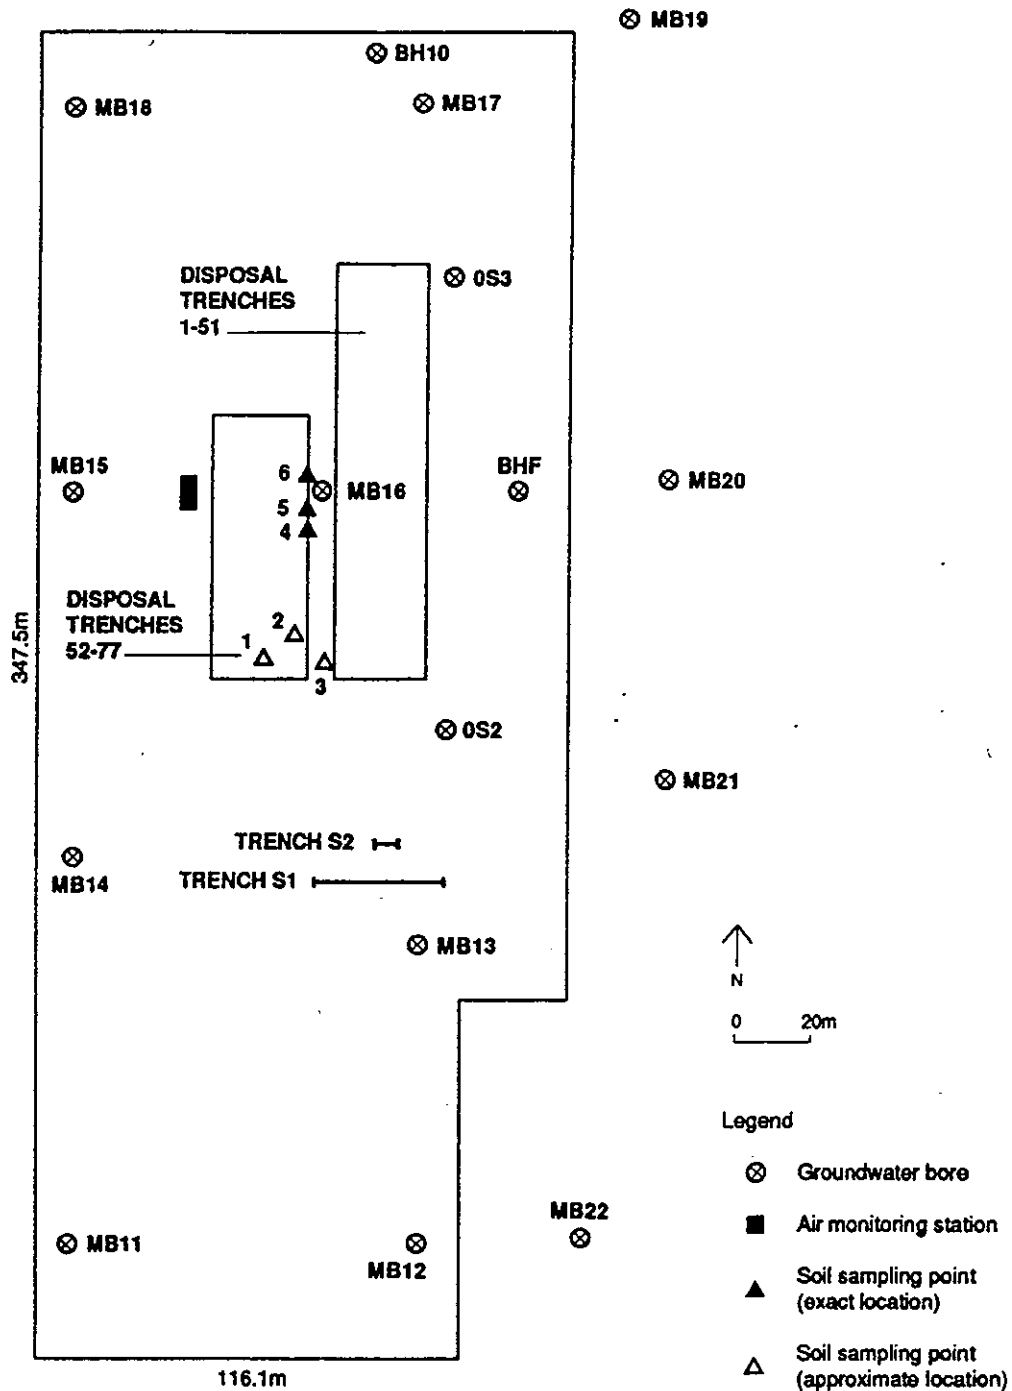 MB19
BH10
MB18
MB17
DISPOSAL
TRENCHES
1-51
0S3
MB15
6
MB16
BHF
MB20
5
4
DISPOSAL
TRENCHES
52-77
2
1
3
347.5m
0S2
MB21
TRENCH S2
TRENCH S1
MB14
MB13
N
0 20m
Legend
Groundwater bore
Air monitoring station
Soil sampling point
(exact location)
Soil sampling point
(approximate location)
MB22
MB11
MB12
116.1m